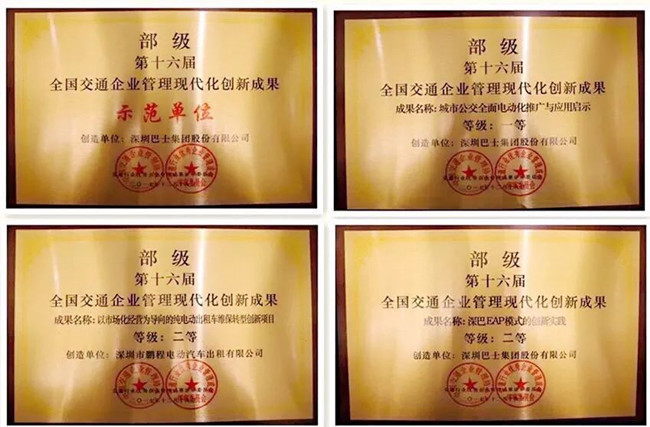 部级
第十六届
全国交通企业管理现代化创新成果
示范单位
创造单位：深圳巴士集团股份有限公司
部级
第十六届
全国交通企业管理现代化创新成果
成果名称：城市公交全面电动化推广与应用启示
等级：一等
创造单位：深圳巴士集团股份有限公司
部级
第十六届
全国交通企业管理现代化创新成果
成果名称：以市场化经营为导向的纯电动出租车维保转型创新项目
等级：二等
创造单位：深圳市鹏程电动汽车出租有限公司
部级
第十六届
全国交通企业管理现代化创新成果
成果名称：深巴EAP模式的创新实践
等级：二等
创造单位：深圳巴士集团股份有限公司